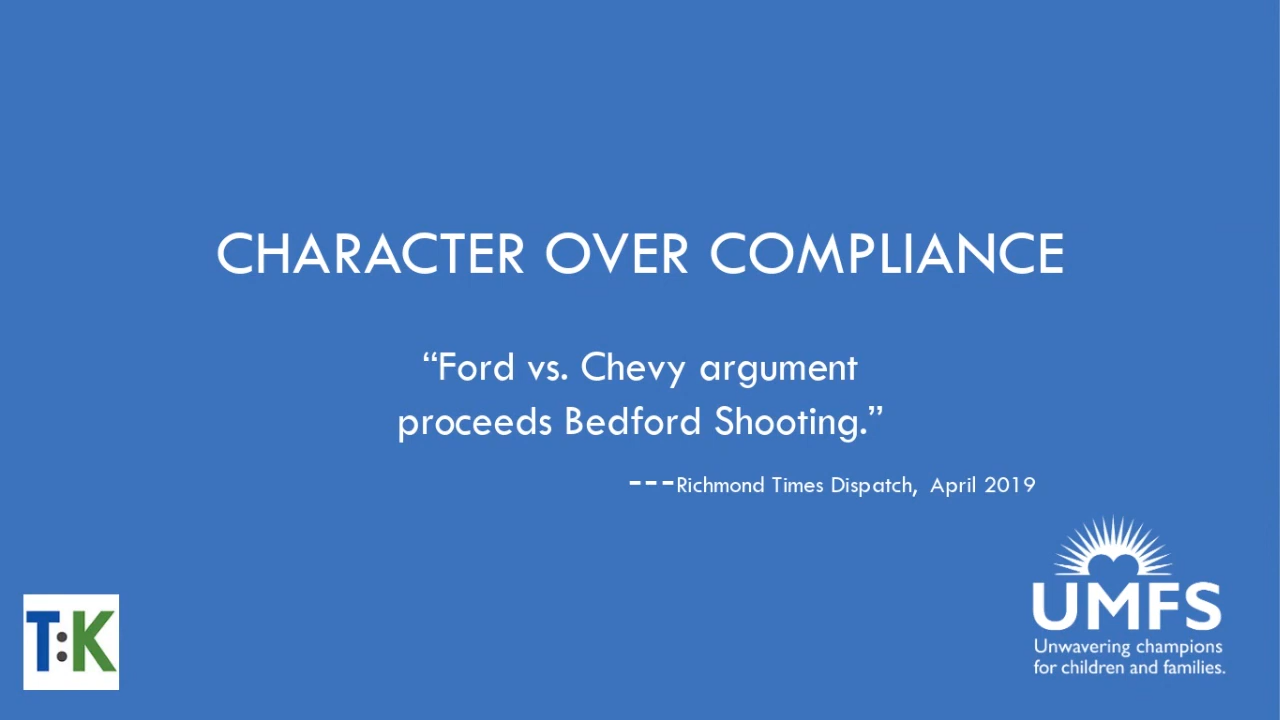 CHARACTER OVER COMPLIANCE
“Ford vs. Chevy argument
proceeds Bedford Shooting.”
---Richmond Times Dispatch, April 2019
T:K
UMFS
Unwavering champions
for children and families.